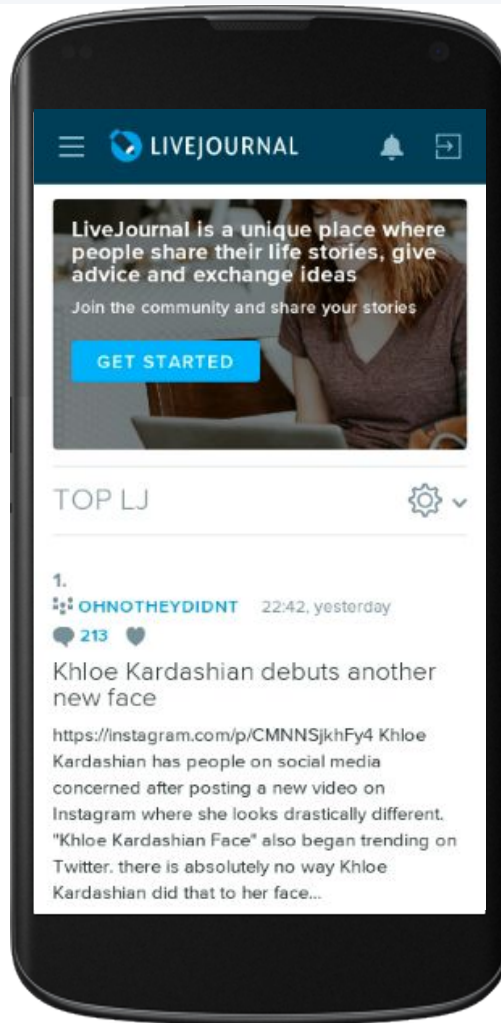 LIVEJOURNAL
LiveJournal is a unique place where
people share their life stories, give
advice and exchange ideas
Join the community and share your stories
GET STARTED
TOP LJ
1.
OHNOTHEYDIDNT 22:42, yesterday
213
Khloe Kardashian debuts another
new face
https://instagram.com/p/CMNNSjkhFy4 Khloe
Kardashian has people on social media
concerned after posting a new video on
Instagram where she looks drastically different.
"Khloe Kardashian Face" also began trending on
Twitter. there is absolutely no way Khloe
Kardashian did that to her face...